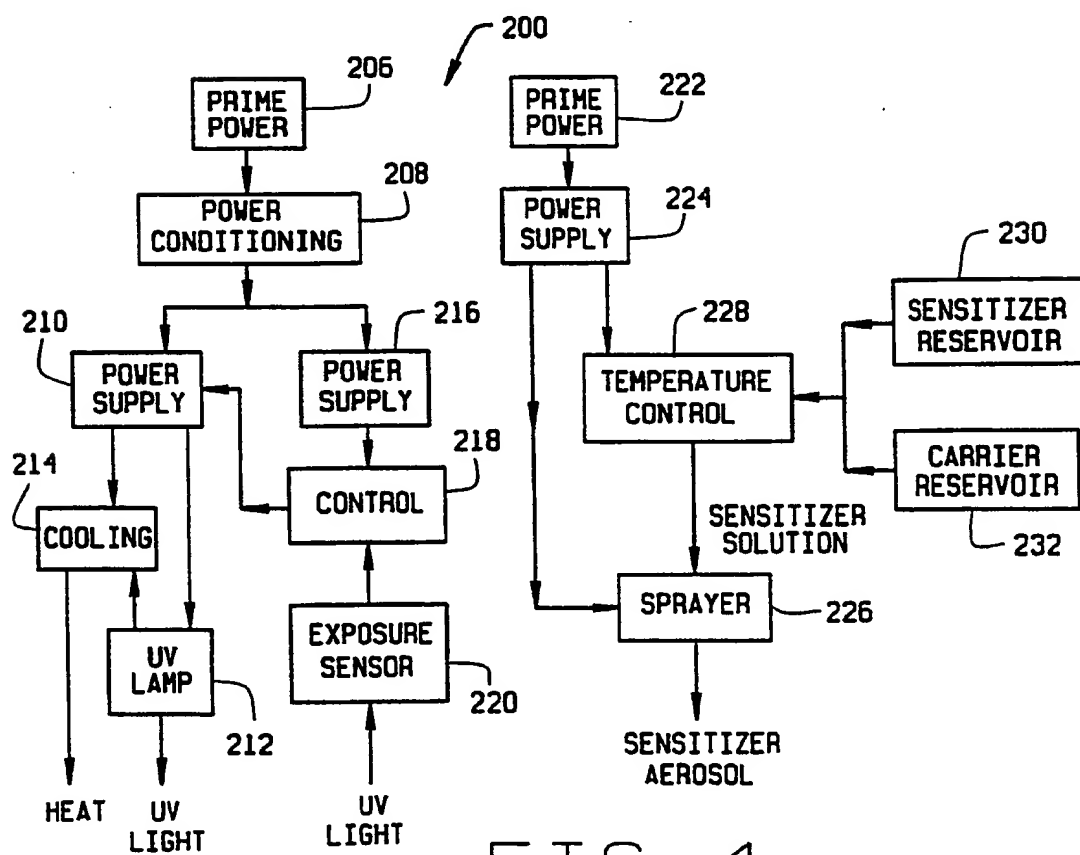 200
206
PRIME
POWER
222
PRIME
POWER
208
POWER
CONDITIONING
224
POWER
SUPPLY
230
SENSITIZER
RESERVOIR
210
POWER
SUPPLY
216
POWER
SUPPLY
228
TEMPERATURE
CONTROL
CARRIER
RESERVOIR
232
214
COOLING
218
CONTROL
SENSITIZER
SOLUTION
SPRAYER
226
UV
LAMP
212
EXPOSURE
SENSOR
220
SENSITIZER
AEROSOL
HEAT
UV
LIGHT
UV
LIGHT